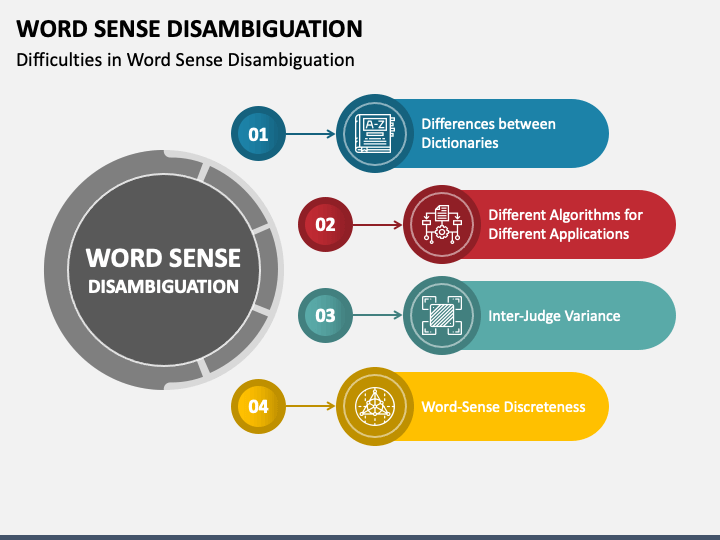 WORD SENSE DISAMBIGUATION
Difficulties in Word Sense Disambiguation
01
A-Z
Differences between
Dictionaries
02
Different Algorithms for
Different Applications
WORD SENSE
DISAMBIGUATION
03
Inter-Judge Variance
04
Word-Sense Discreteness